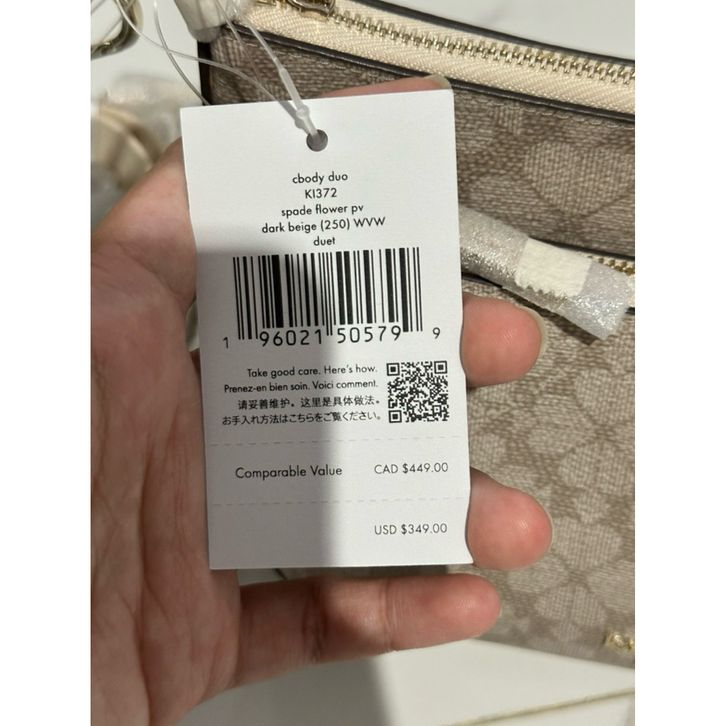 cbody duo
KI372
spade flower pv
dark beige (250) WVW
duet
1 96021 50579 9
Take good care. Here's how.
Prenez-en bien soin. Voici comment.
请妥善维护。这里是具体做法。
お手入れ方法はこちらをご覧ください。
Comparable Value CAD $449.00
USD $349.00